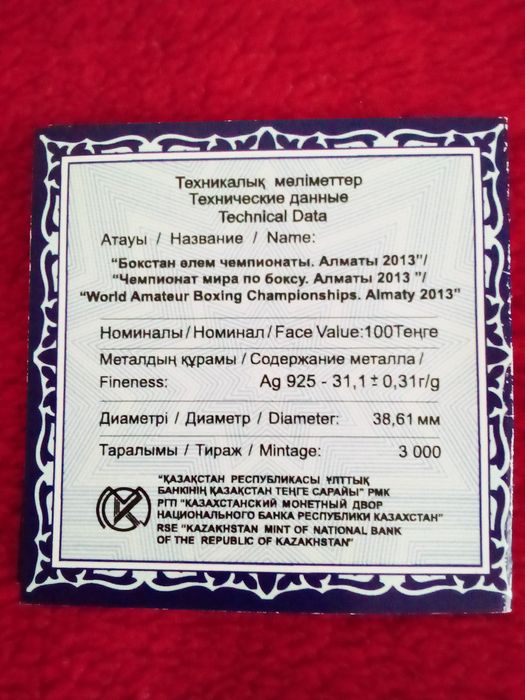 Техникалық мәліметтер
Технические данные
Technical Data
Атауы / Название / Name:
"Бокстан әлем чемпионаты. Алматы 2013"/
"Чемпионат мира по боксу. Алматы 2013 "/
"World Amateur Boxing Championships. Almaty 2013"
Номиналы/Номинал/Face Value:100Теңге
Металдың құрамы / Содержание металла /
Fineness: Ag 925 - 31,1 ± 0,31г/g
Диаметрі / Диаметр / Diameter: 38,61 мм
Таралымы / Тираж / Mintage: 3 000
"ҚАЗАҚСТАН РЕСПУБЛИКАСЫ ҰЛТТЫҚ
БАНКІНІҢ ҚАЗАҚСТАН ТЕҢГЕ САРАЙЫ" РМК
РГП "КАЗАХСТАНСКИЙ МОНЕТНЫЙ ДВОР
НАЦИОНАЛЬНОГО БАНКА РЕСПУБЛИКИ КАЗАХСТАН"
RSE "KAZAKHSTAN MINT OF NATIONAL BANK
OF THE REPUBLIC OF KAZAKHSTAN"